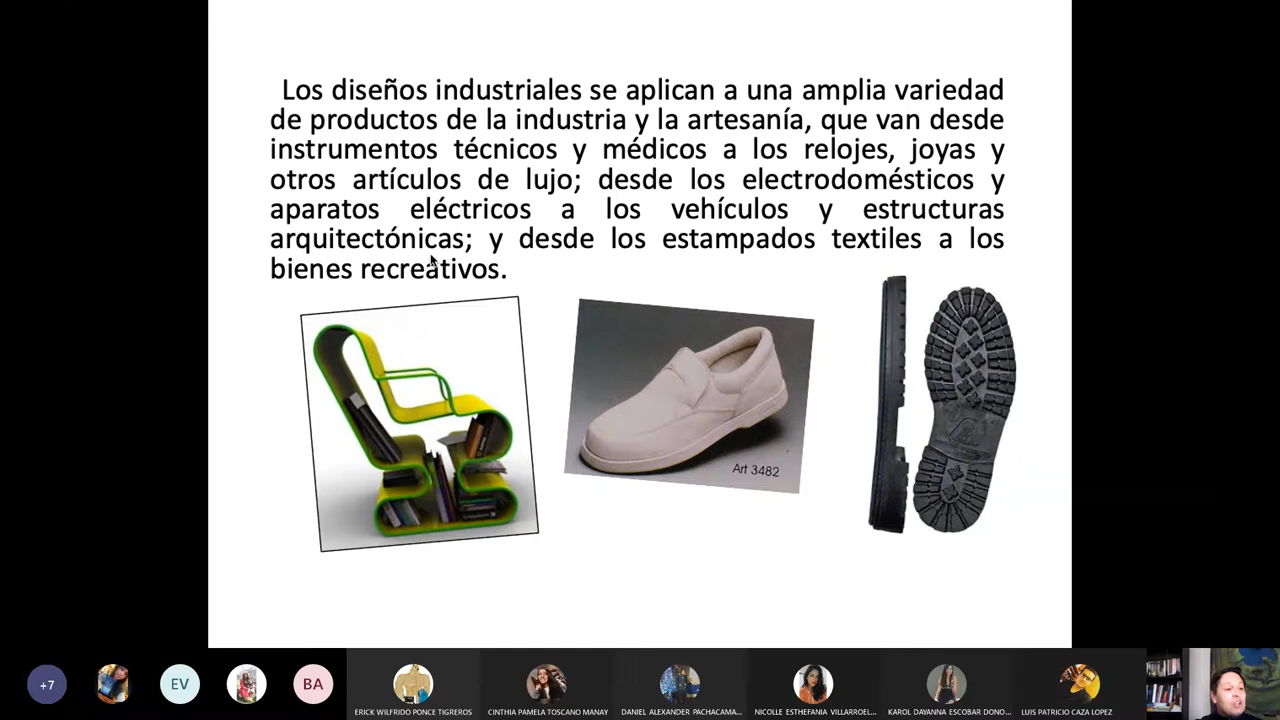 Los diseños industriales se aplican a una amplia variedad
de productos de la industria y la artesanía, que van desde
instrumentos técnicos y médicos a los relojes, joyas y
otros artículos de lujo; desde los electrodomésticos y
aparatos eléctricos a los vehículos y estructuras
arquitectónicas; y desde los estampados textiles a los
bienes recreativos.
Art 3482
+7
EV
BA
ERICK WILFRIDO PONCE TIGREROS
CINTHIA PAMELA TOSCANO MANAY
DANIEL ALEXANDER PACHACAMA...
NICOLLE ESTHEFANIA VILLARROEL...
KAROL DAYANNA ESCOBAR DONO...
LUIS PATRICIO CAZA LOPEZ